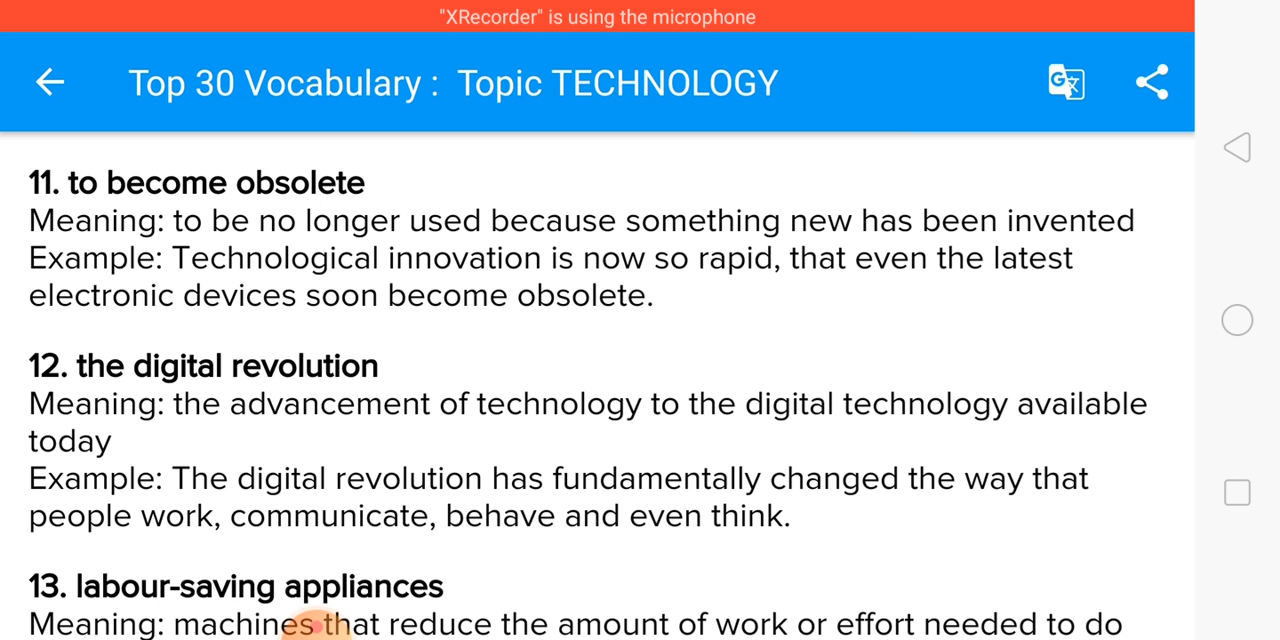 "XRecorder" is using the microphone
Top 30 Vocabulary : Topic TECHNOLOGY
11. to become obsolete
Meaning: to be no longer used because something new has been invented
Example: Technological innovation is now so rapid, that even the latest
electronic devices soon become obsolete.
12. the digital revolution
Meaning: the advancement of technology to the digital technology available
today
Example: The digital revolution has fundamentally changed the way that
people work, communicate, behave and even think.
13. labour-saving appliances
Meaning: machines that reduce the amount of work or effort needed to do